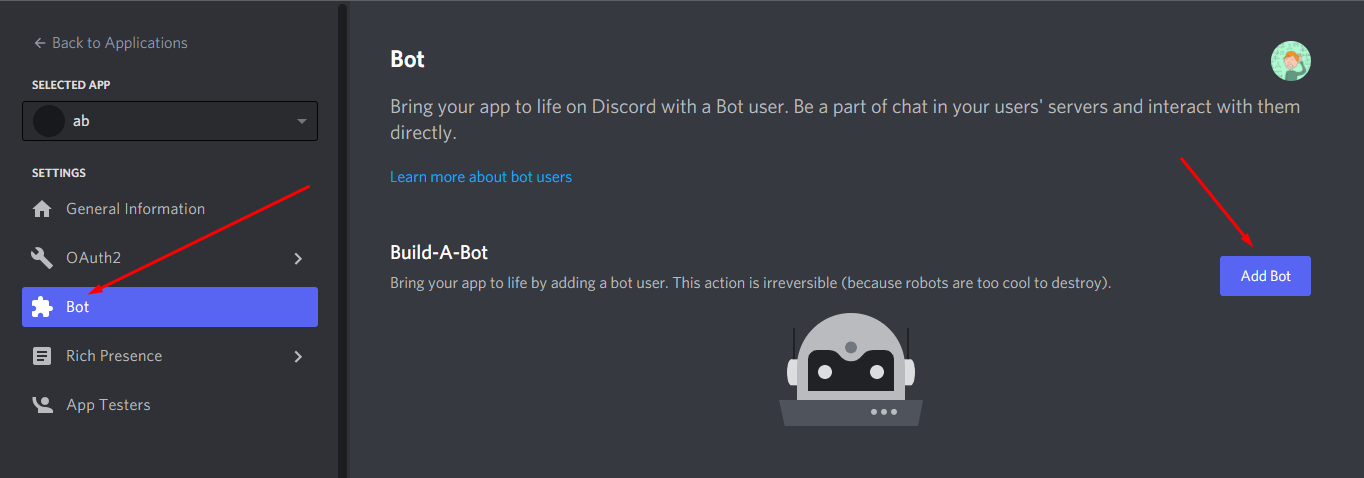 Back to Applications
SELECTED APP
ab
SETTINGS
General Information
OAuth2
Bot
Rich Presence
App Testers
Bot
Bring your app to life on Discord with a Bot user. Be a part of chat in your users' servers and interact with them
directly.
Learn more about bot users
Build-A-Bot
Bring your app to life by adding a bot user. This action is irreversible (because robots are too cool to destroy).
Add Bot